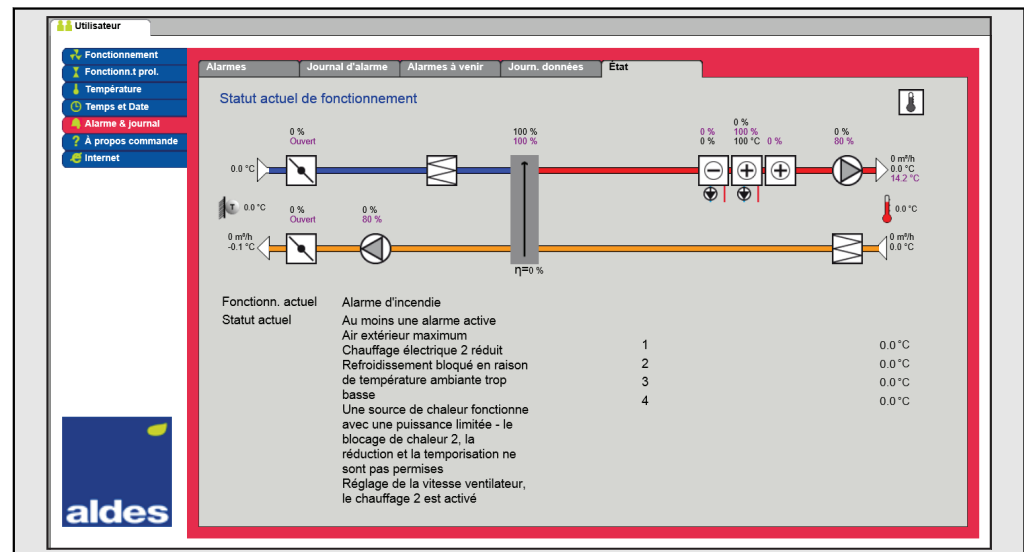 Utilisateur
Fonctionnement
Fonctionn.t prol.
Température
Temps et Date
Alarme & journal
À propos commande
Internet
Alarmes
Journal d'alarme
Alarmes à venir
Journ. données
État
Statut actuel de fonctionnement
0 %
Ouvert
100 %
100 %
0 %
0 %
0 %
100 %
100 °C
0 %
0 %
80 %
0.0 °C
0 m³/h
0.0 °C
14.2 °C
T
0.0 °C
0 %
Ouvert
0 %
80 %
0.0 °C
0 m³/h
-0.1 °C
0 m³/h
0.0 °C
η=0 %
Fonctionn. actuel
Alarme d'incendie
Statut actuel
Au moins une alarme active
Air extérieur maximum
Chauffage électrique 2 réduit
Refroidissement bloqué en raison
de température ambiante trop
basse
Une source de chaleur fonctionne
avec une puissance limitée - le
blocage de chaleur 2, la
réduction et la temporisation ne
sont pas permises
Réglage de la vitesse ventilateur,
le chauffage 2 est activé
1 0.0 °C
2 0.0 °C
3 0.0 °C
4 0.0 °C
aldes